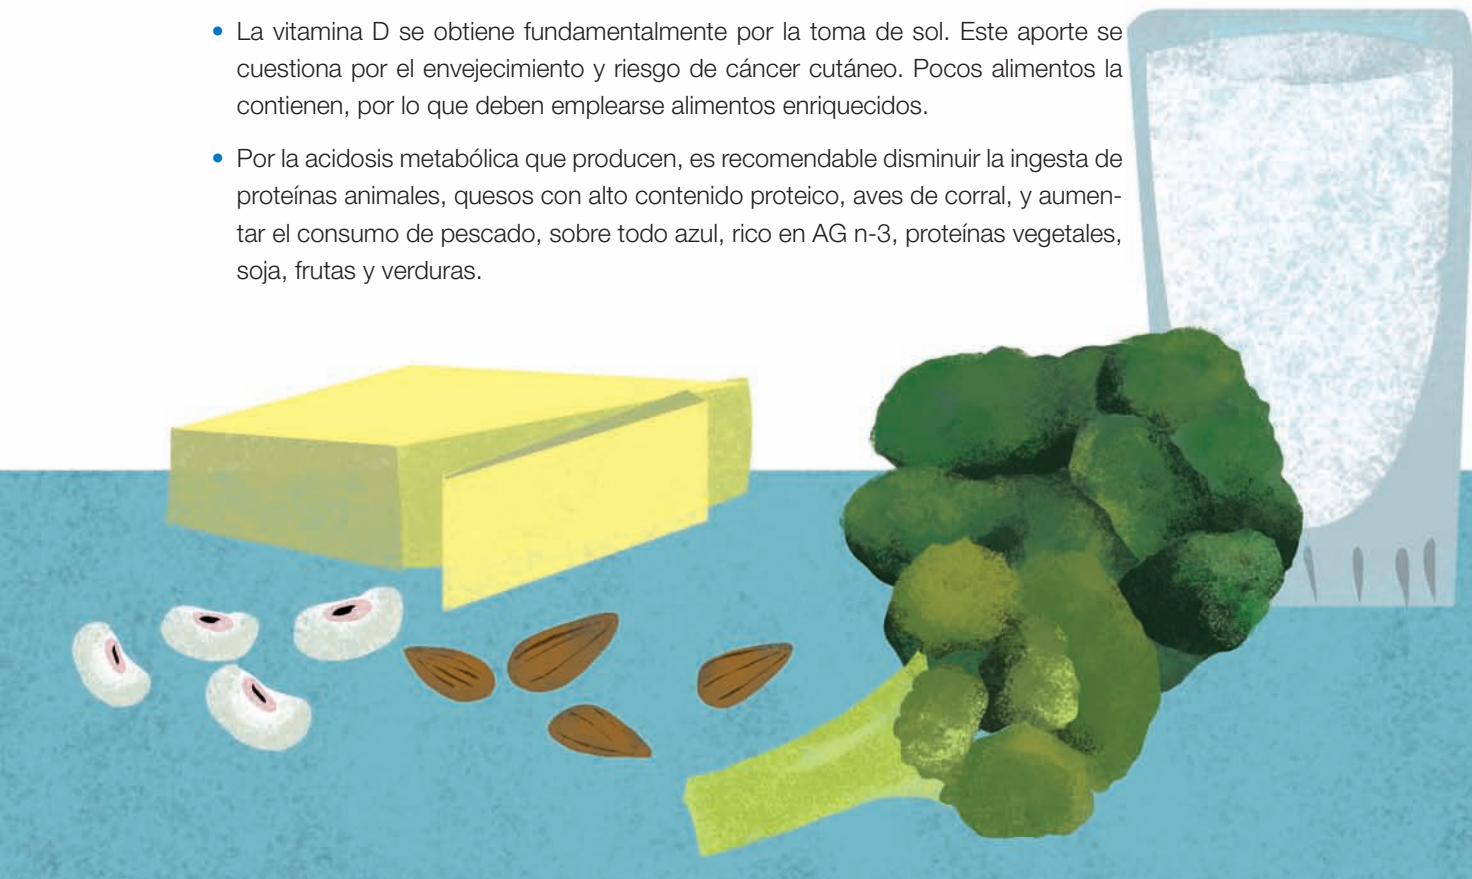 • La vitamina D se obtiene fundamentalmente por la toma de sol. Este aporte se
cuestiona por el envejecimiento y riesgo de cáncer cutáneo. Pocos alimentos la
contienen, por lo que deben emplearse alimentos enriquecidos.
• Por la acidosis metabólica que producen, es recomendable disminuir la ingesta de
proteínas animales, quesos con alto contenido proteico, aves de corral, y aumen-
tar el consumo de pescado, sobre todo azul, rico en AG n-3, proteínas vegetales,
soja, frutas y verduras.